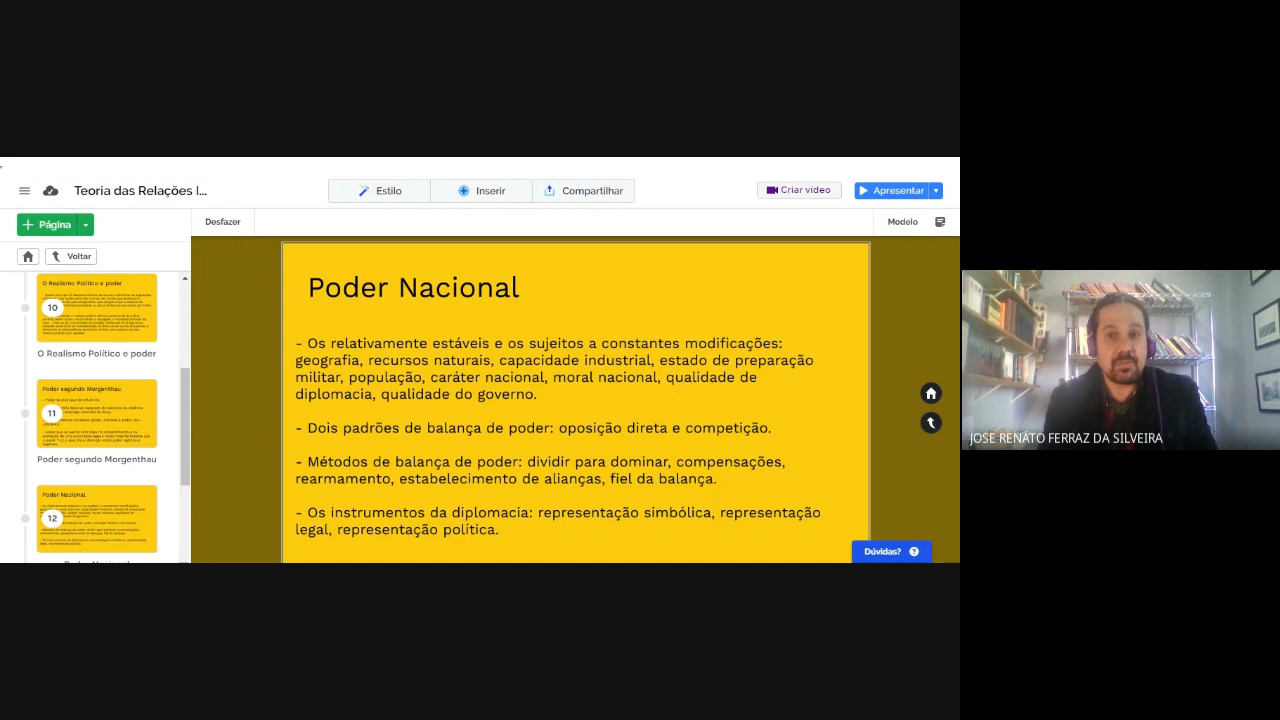 Teoria das Relações I...
Estilo
Inserir
Compartilhar
Criar vídeo
Apresentar
Página
Desfazer
Modelo
Voltar
O Realismo Político e poder
10
O Realismo Político e poder
Poder segundo Morgenthau
11
Poder segundo Morgenthau
Poder Nacional
12
Poder Nacional
- Os relativamente estáveis e os sujeitos a constantes modificações:
geografia, recursos naturais, capacidade industrial, estado de preparação
militar, população, caráter nacional, moral nacional, qualidade de
diplomacia, qualidade do governo.
- Dois padrões de balança de poder: oposição direta e competição.
- Métodos de balança de poder: dividir para dominar, compensações,
rearmamento, estabelecimento de alianças, fiel da balança.
- Os instrumentos da diplomacia: representação simbólica, representação
legal, representação política.
Dúvidas? ?
JOSE RENATO FERRAZ DA SILVEIRA